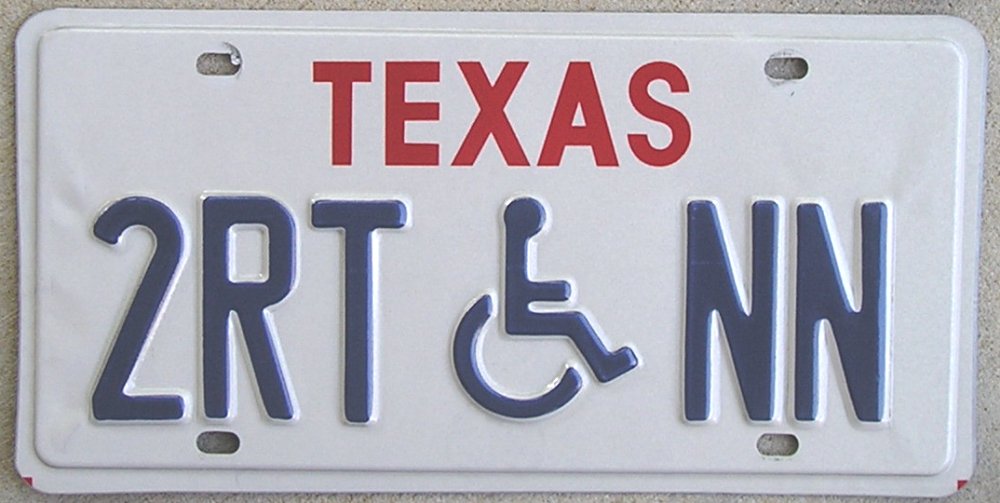 TEXAS
2RT NN